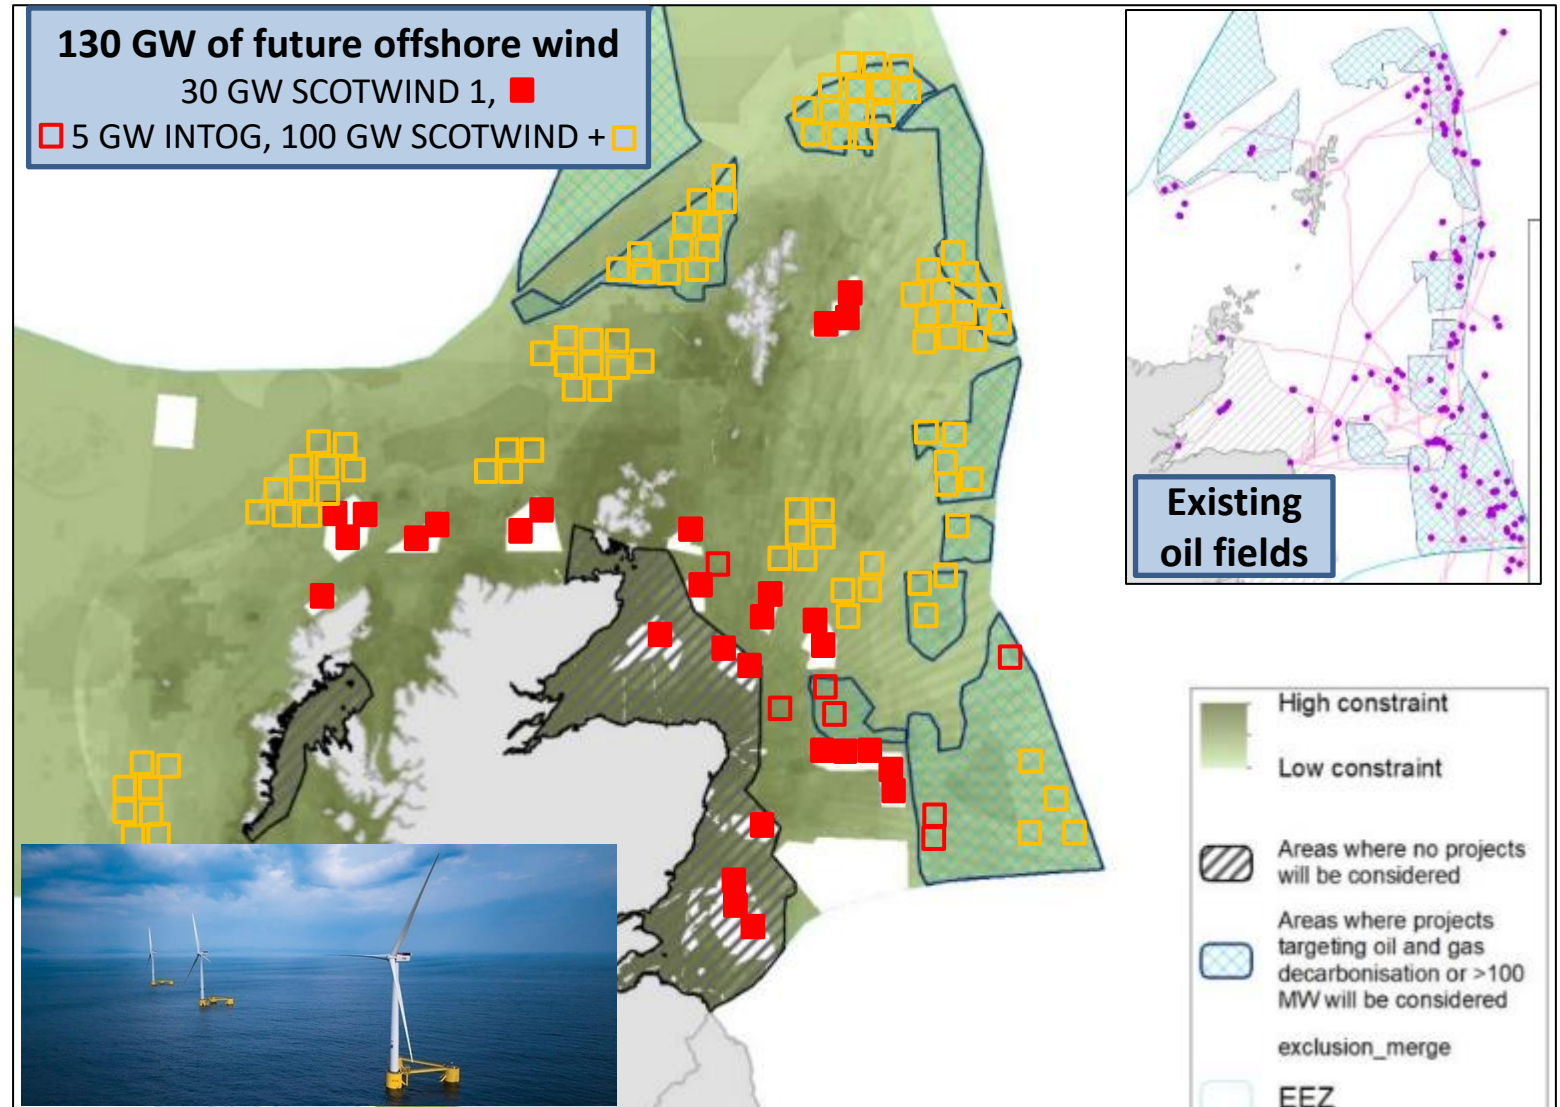 130 GW of future offshore wind
30 GW SCOTWIND 1,
5 GW INTOG, 100 GW SCOTWIND +
Existing
oil fields
High constraint
Low constraint
Areas where no projects
will be considered
Areas where projects
targeting oil and gas
decarbonisation or >100
MW will be considered
exclusion_merge
EEZ